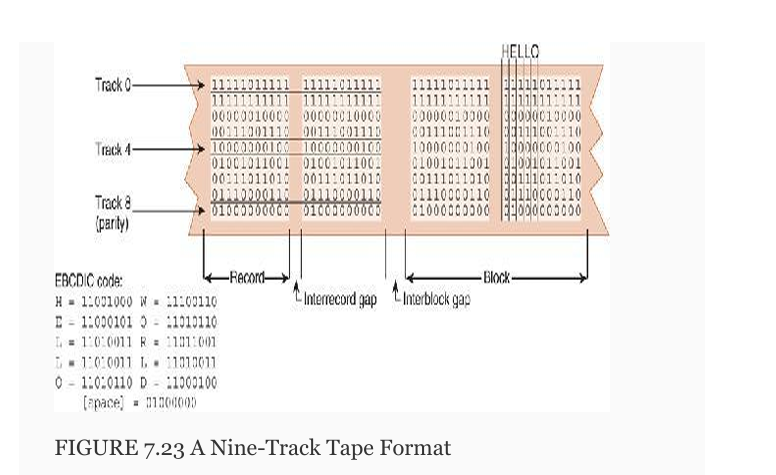 HELLO
Track 0 11111011111 11111011111 11111011111 11111011111
11111111111 11111111111 11111111111 11111111111
00000010000 00000010000 00000010000 00000010000
00111001110 00111001110 00111001110 00111001110
Track 4 10000000100 10000000100 10000000100 10000000100
01001011001 01001011001 01001011001 01001011001
00111011010 00111011010 00111011010 00111011010
01110000110 01110000110 01110000110 01110000110
Track 8 01000000000 01000000000 01000000000 01000000000
(parity)
Record Block
Interrecord gap Interblock gap
EBCDIC code:
H = 11001000 W = 11100110
E = 11000101 O = 11010110
L = 11010011 R = 11011001
L = 11010011 L = 11010011
O = 11010110 D = 11000100
[space] = 01000000
FIGURE 7.23 A Nine-Track Tape Format